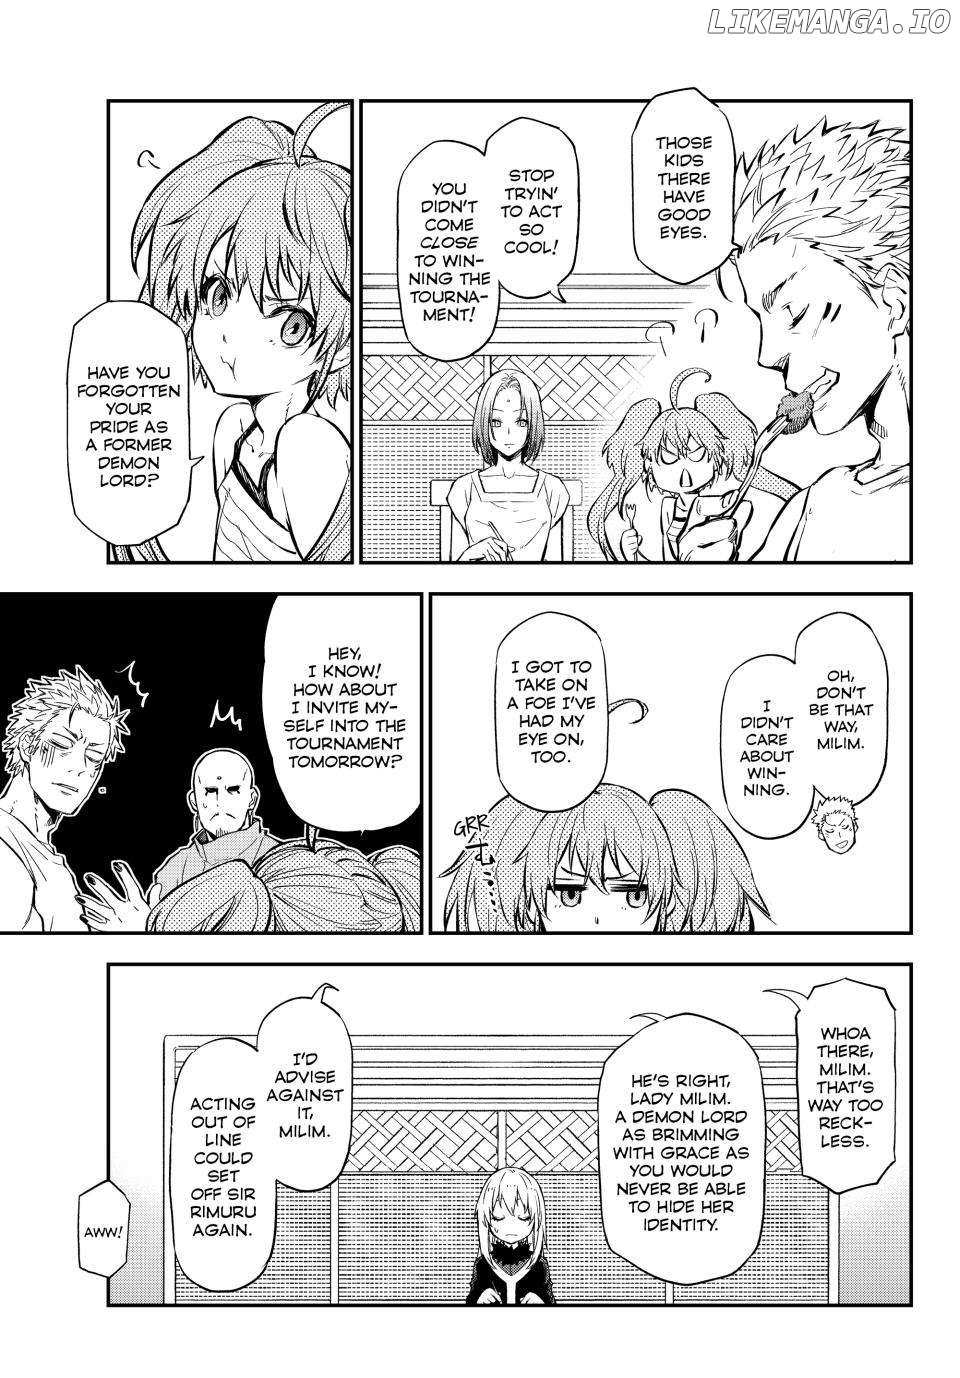 LIKEMANGA.IO
THOSE
KIDS
THERE
HAVE
GOOD
EYES.
STOP
TRYIN'
TO ACT
SO
COOL!
YOU
DIDN'T
COME
CLOSE
TO WIN-
NING THE
TOURNA-
MENT!
HAVE YOU
FORGOTTEN
YOUR
PRIDE AS
A FORMER
DEMON
LORD?
OH,
DON'T
BE THAT
WAY,
MILIM.
I
DIDN'T
CARE
ABOUT
WIN-
NING.
I GOT TO
TAKE ON
A FOE I'VE
HAD MY
EYE ON,
TOO.
GRR
HEY,
I KNOW!
HOW ABOUT
I INVITE MY-
SELF INTO THE
TOURNAMENT
TOMORROW?
WHOA
THERE,
MILIM.
THAT'S
WAY TOO
RECK-
LESS.
HE'S RIGHT,
LADY MILIM.
A DEMON LORD
AS BRIMMING
WITH GRACE AS
YOU WOULD
NEVER BE ABLE
TO HIDE HER
IDENTITY.
I'D
ADVISE
AGAINST
IT,
MILIM.
ACTING
OUT OF
LINE
COULD
SET
OFF SIR
RIMURU
AGAIN.
AWW!